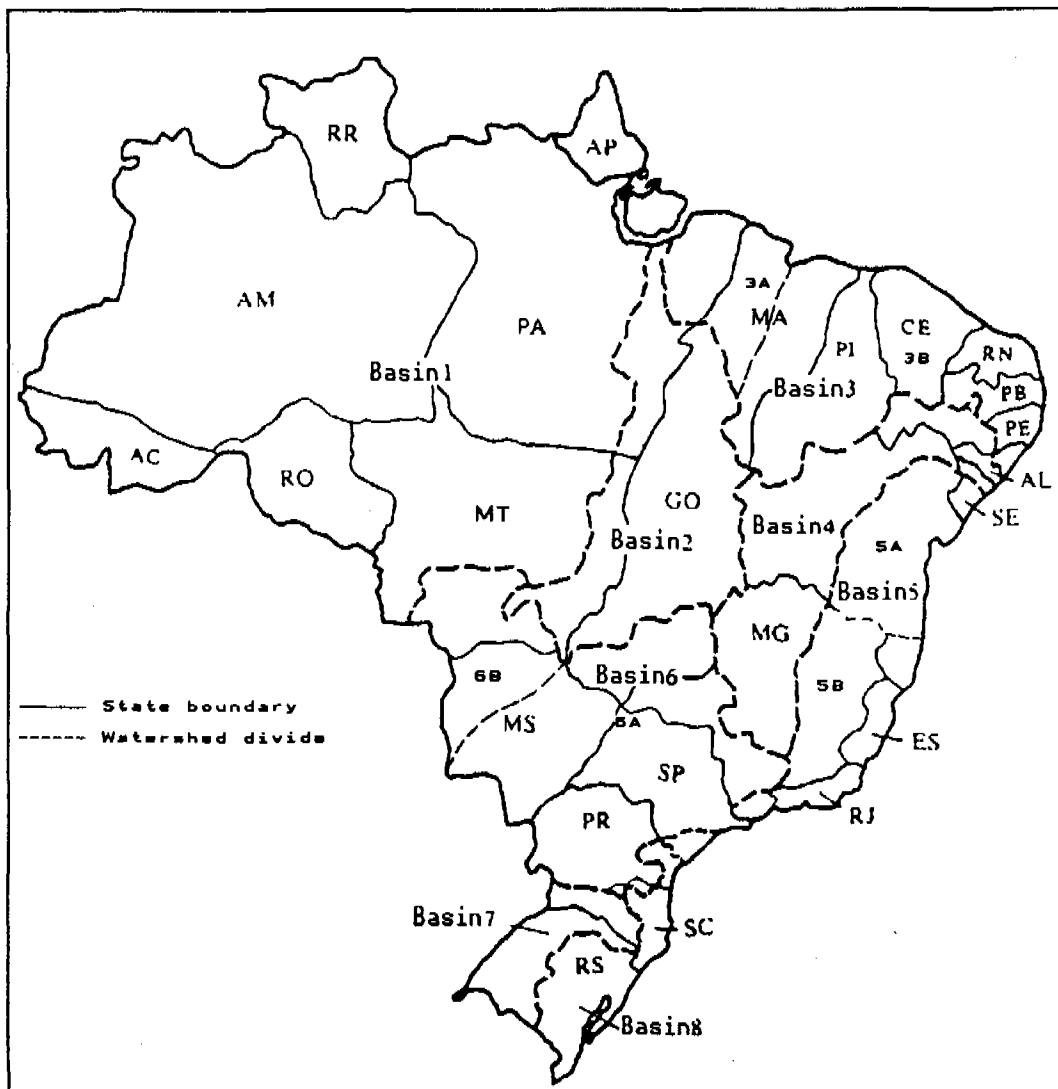 RR
AP
AM
PA
3A
MA
CE
3B
PI
RN
Basin1
Basin3
PB
PE
AC
RO
AL
MT
GO
SE
Basin2
Basin4
5A
Basin5
MG
6B
Basin6
5B
State boundary
MS
5A
ES
Watershed divide
SP
RJ
PR
Basin7
SC
RS
Basin8